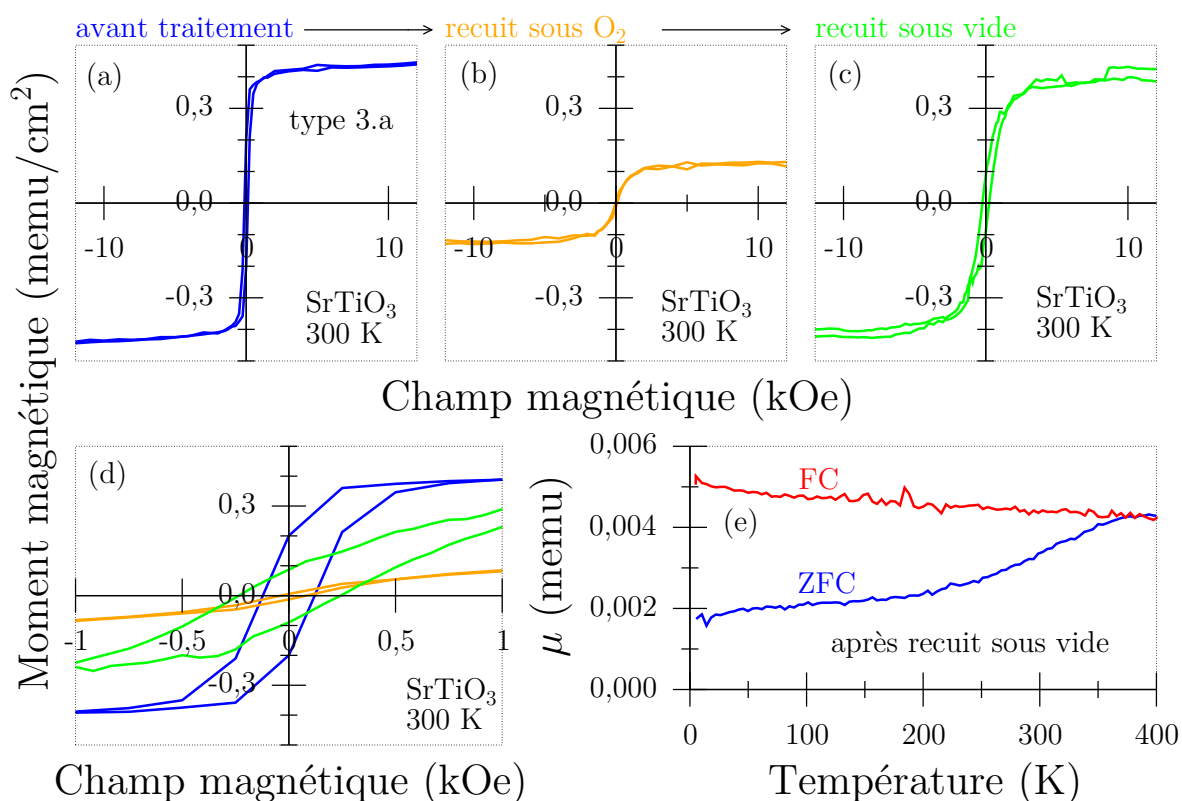 avant traitement
recuit sous O2
recuit sous vide
Moment magnétique (memu/cm²)
(a)
0,3
type 3.a
0,0
-10
0
10
-0,3
SrTiO3
300 K
(b)
0,3
0,0
-10
0
10
-0,3
SrTiO3
300 K
(c)
0,3
0,0
-10
0
10
-0,3
SrTiO3
300 K
Champ magnétique (kOe)
(d)
0,3
0,0
-1
-0,5
0
0,5
1
-0,3
SrTiO3
300 K
Champ magnétique (kOe)
μ (memu)
0,006
0,004
0,002
0,000
FC
(e)
ZFC
après recuit sous vide
0
100
200
300
400
Température (K)